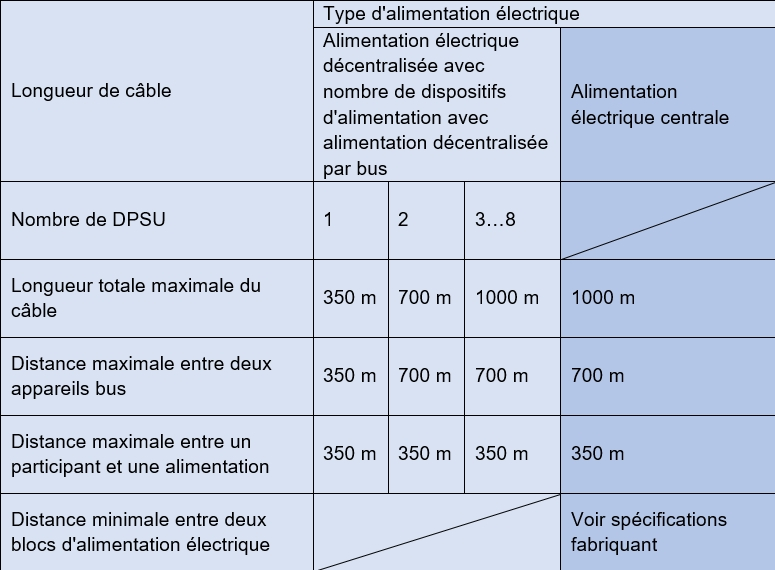 Type d'alimentation électrique
Longueur de câble
Alimentation électrique
décentralisée avec
nombre de dispositifs
d'alimentation avec
alimentation décentralisée
par bus
Alimentation
électrique centrale
Nombre de DPSU
1
2
3…8
Longueur totale maximale du
câble
350 m
700 m
1000 m
1000 m
Distance maximale entre deux
appareils bus
350 m
700 m
700 m
700 m
Distance maximale entre un
participant et une alimentation
350 m
350 m
350 m
350 m
Distance minimale entre deux
blocs d'alimentation électrique
Voir spécifications
fabriquant